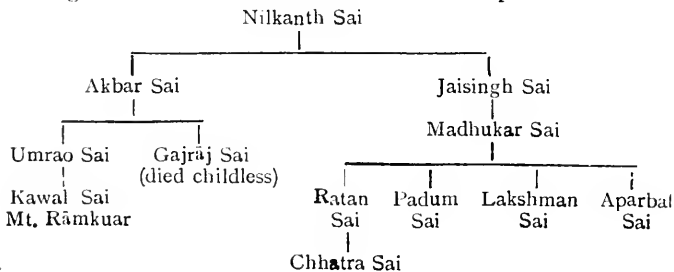 Nilkanth Sai
Akbar Sai Jaisingh Sai
Madhukar Sai
Umrao Sai Gajrāj Sai
(died childless)
Kawal Sai Ratan Padum Lakshman Aparbal
Mt. Rāmkuar Sai Sai Sai Sai
Chhatra Sai